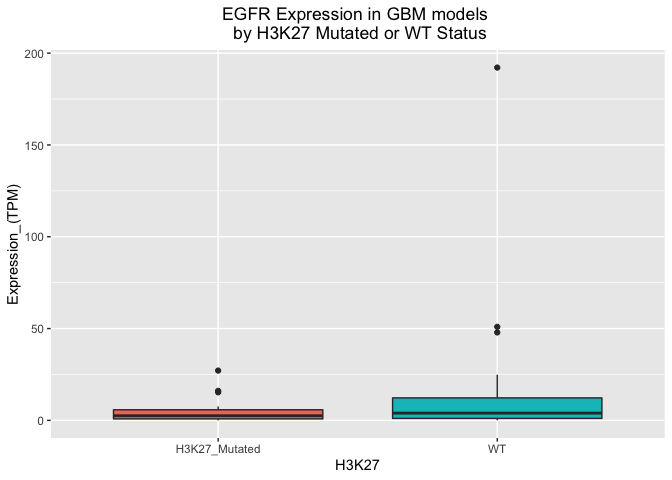 EGFR Expression in GBM models
by H3K27 Mutated or WT Status
Expression_(TPM)
200
150
100
50
0
H3K27_Mutated
WT
H3K27